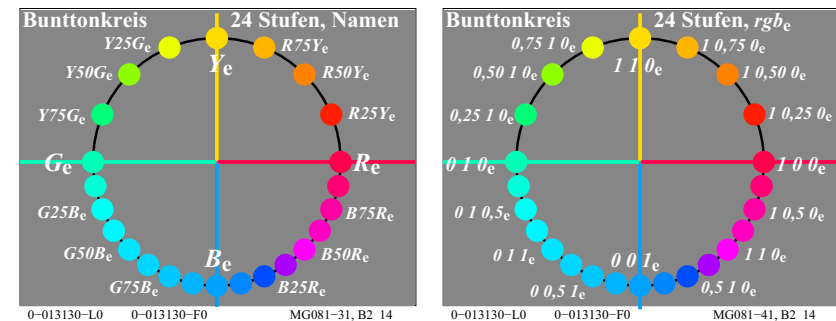 Bunttonkreis 24 Stufen, Namen
Y25Ge Ye R75Ye
Y50Ge R50Ye
Y75Ge R25Ye
Ge Re
G25Be B75Re
G50Be Be B50Re
G75Be B25Re
0−013130−L0 0−013130−F0 MG081−31, B2 14
Bunttonkreis 24 Stufen, rgbe
0,75 1 0e 1 1 0e 1 0,75 0e
0,50 1 0e 1 0,50 0e
0,25 1 0e 1 0,25 0e
0 1 0e 1 0 0e
0 1 0,5e 1 0,5 0e
0 1 1e 0 0 1e 1 1 0e
0 0,5 1e 0,5 1 0e
0−013130−L0 0−013130−F0 MG081−41, B2 14